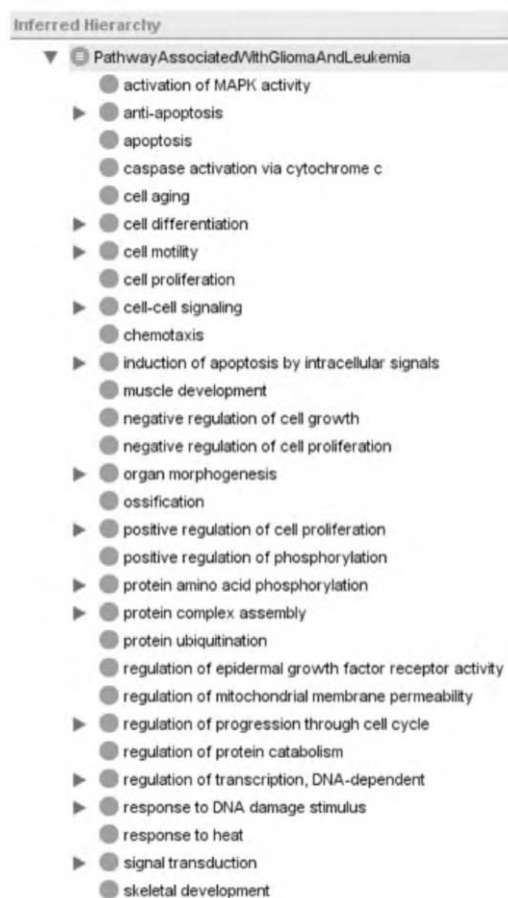 Inferred Hierarchy
PathwayAssociatedWithGliomaAndLeukemia
activation of MAPK activity
anti-apoptosis
apoptosis
caspase activation via cytochrome c
cell aging
cell differentiation
cell motility
cell proliferation
cell-cell signaling
chemotaxis
induction of apoptosis by intracellular signals
muscle development
negative regulation of cell growth
negative regulation of cell proliferation
organ morphogenesis
ossification
positive regulation of cell proliferation
positive regulation of phosphorylation
protein amino acid phosphorylation
protein complex assembly
protein ubiquitination
regulation of epidermal growth factor receptor activity
regulation of mitochondrial membrane permeability
regulation of progression through cell cycle
regulation of protein catabolism
regulation of transcription, DNA-dependent
response to DNA damage stimulus
response to heat
signal transduction
skeletal development